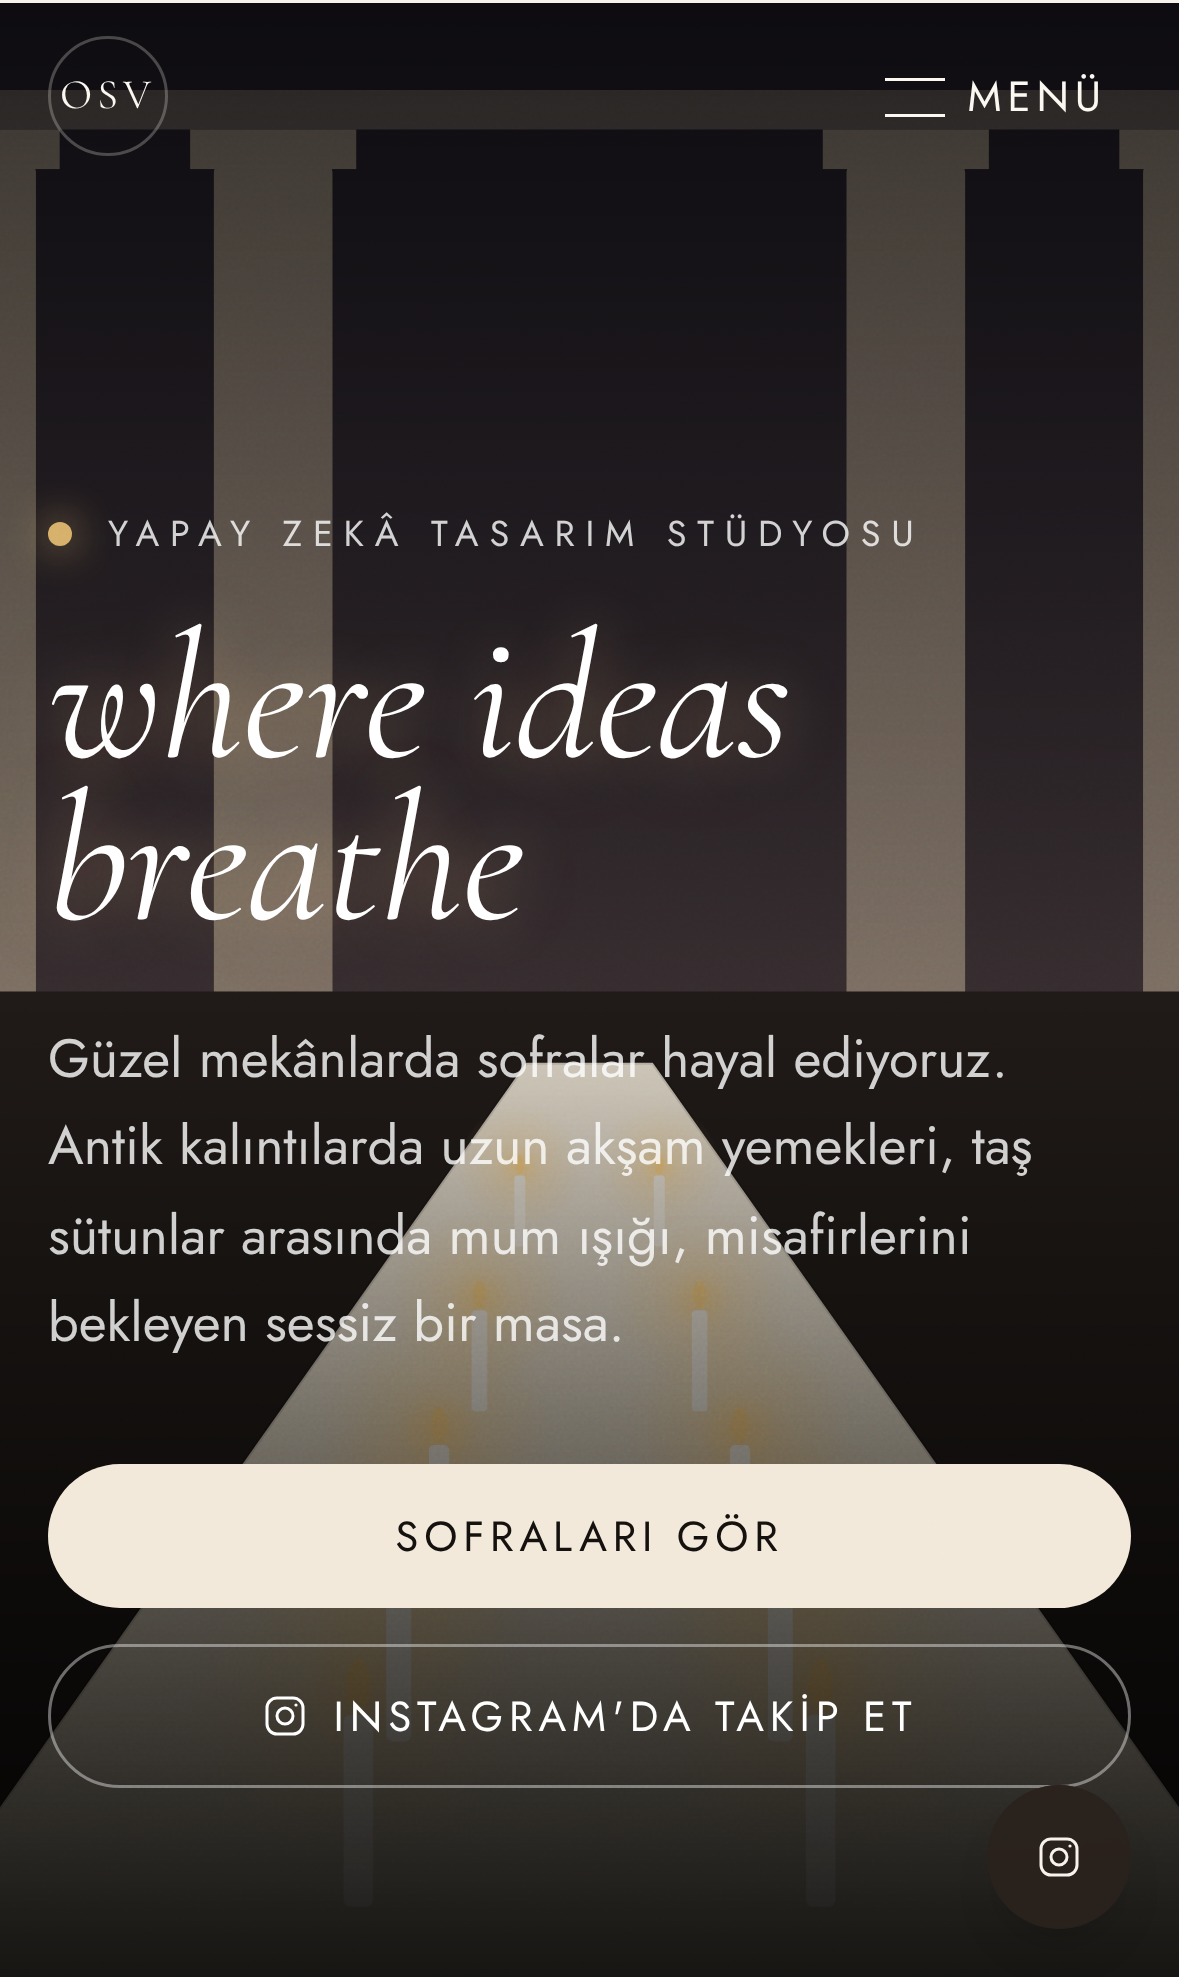 OSV
MENÜ
YAPAY ZEKÂ TASARIM STÜDYOSU
where ideas
breathe
Güzel mekânlarda sofralar hayal ediyoruz.
Antik kalıntılarda uzun akşam yemekleri, taş
sütunlar arasında mum ışığı, misafirlerini
bekleyen sessiz bir masa.
SOFRALARI GÖR
INSTAGRAM'DA TAKİP ET